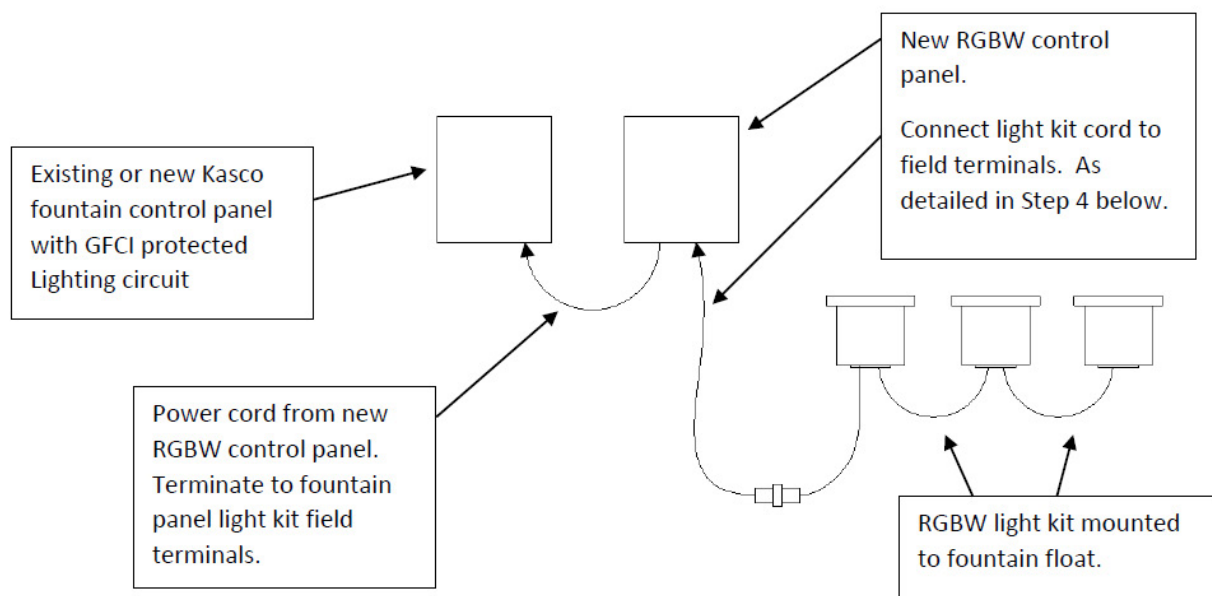 New RGBW control
panel.
Connect light kit cord to
field terminals.  As
detailed in Step 4 below.
Existing or new Kasco
fountain control panel
with GFCI protected
Lighting circuit
Power cord from new
RGBW control panel.
Terminate to fountain
panel light kit field
terminals.
RGBW light kit mounted
to fountain float.